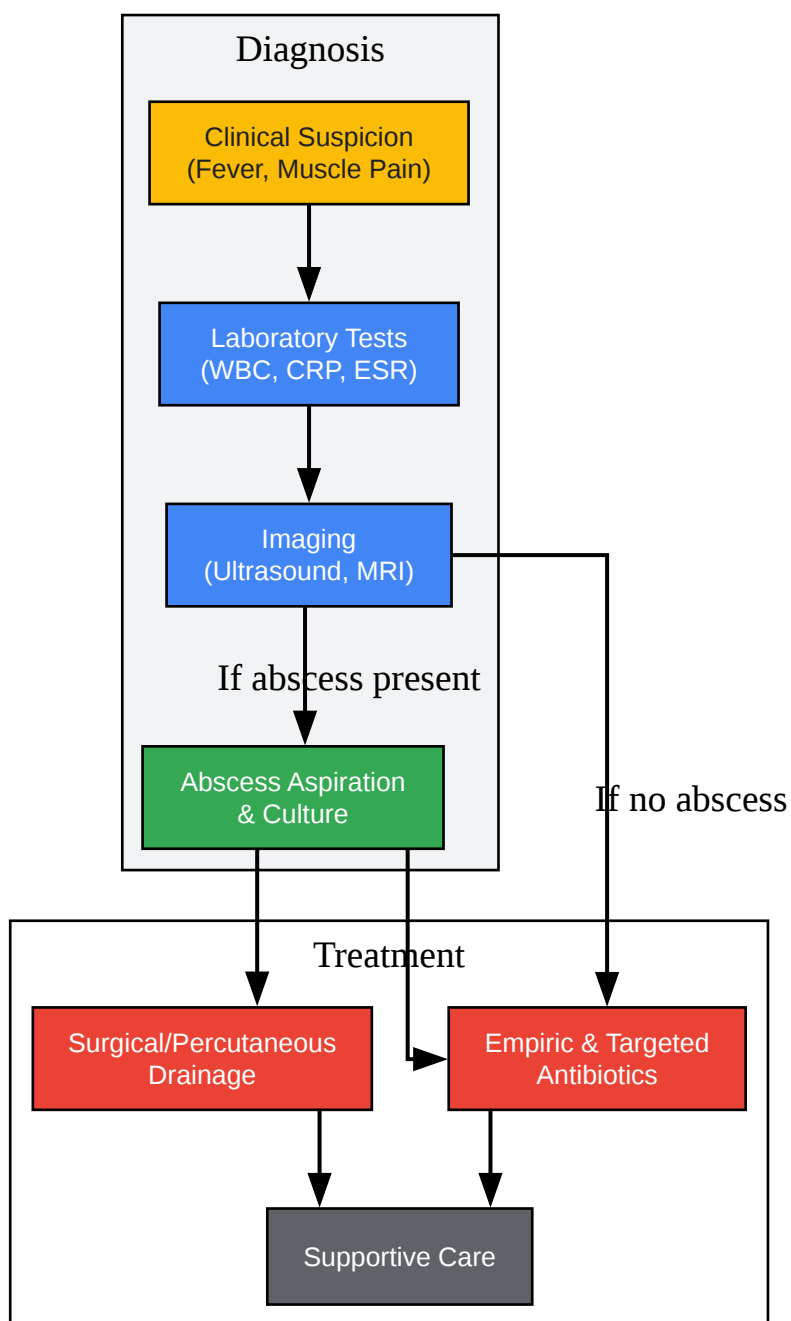 Diagnosis
Clinical Suspicion
(Fever, Muscle Pain)
Laboratory Tests
(WBC, CRP, ESR)
Imaging
(Ultrasound, MRI)
If abscess present
Abscess Aspiration
& Culture
If no abscess
Treatment
Surgical/Percutaneous
Drainage
Empiric & Targeted
Antibiotics
Supportive Care